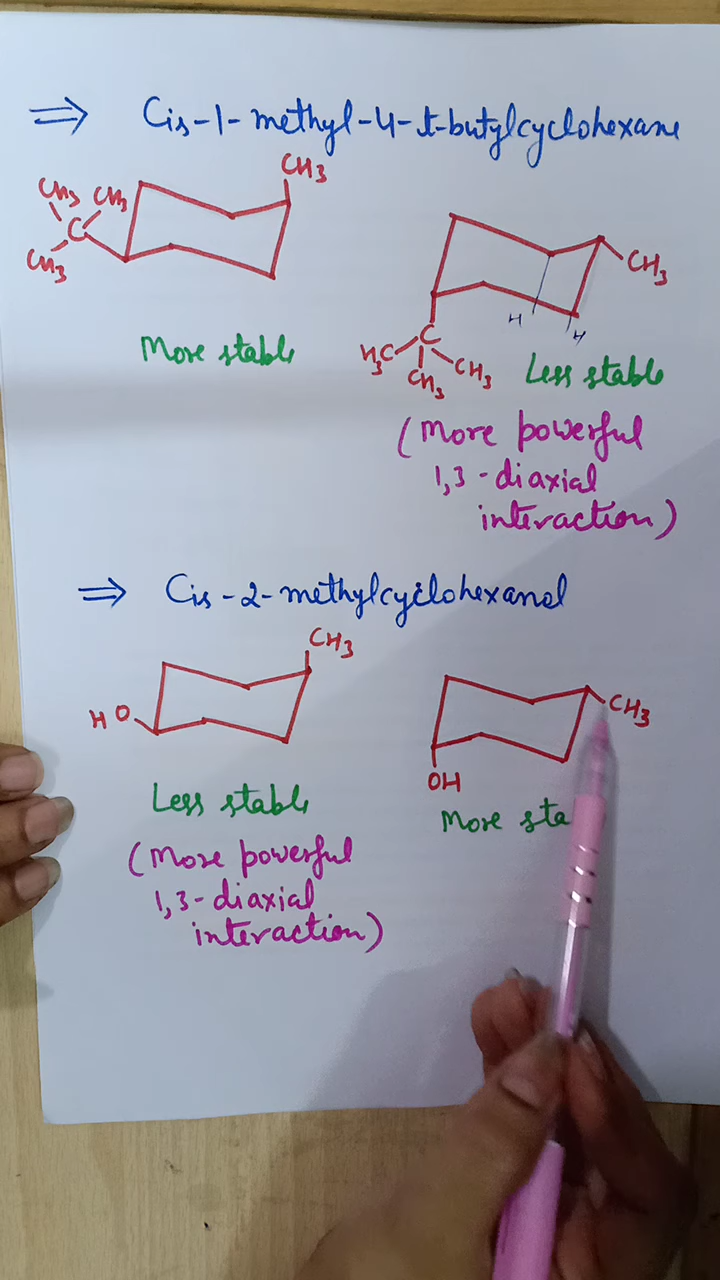 ⇒ Cis-1-methyl-4-t-butylcyclohexane
CH3
CH3 CH3
C
CH3
More stable
CH3
H
H
C
H3C CH3
CH3
Less stable
(More powerful
1,3-diaxial
interaction)
⇒ Cis-2-methylcyclohexanol
CH3
HO
Less stable
(More powerful
1,3-diaxial
interaction)
CH3
OH
More sta